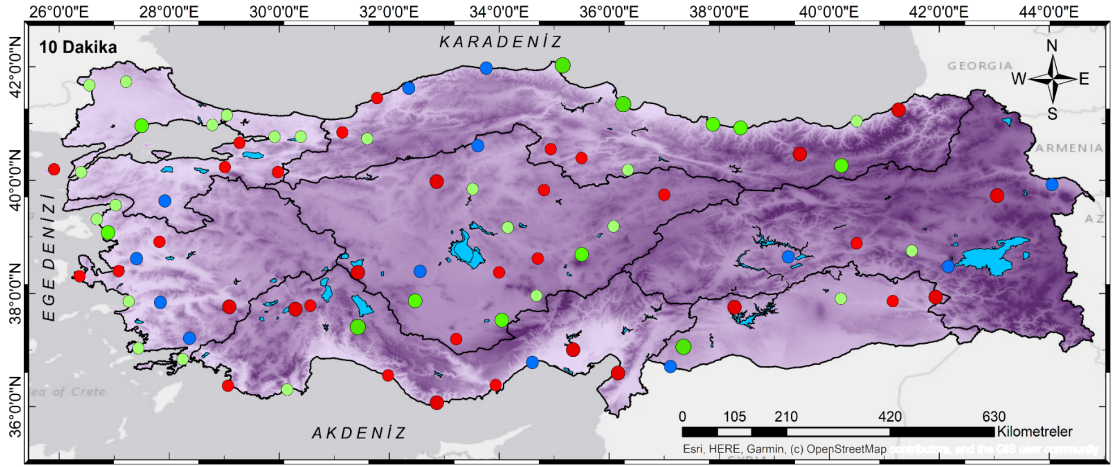 26°0'0"E 28°0'0"E 30°0'0"E 32°0'0"E 34°0'0"E 36°0'0"E 38°0'0"E 40°0'0"E 42°0'0"E 44°0'0"E
10 Dakika
KARADENİZ
GEORGIA
N
W E
S
ARMENIA
AZ
42°0'0"N
40°0'0"N
38°0'0"N
36°0'0"N
EGE DENİZİ
Sea of Crete
AKDENİZ
SYRIA
0 105 210 420 630
Kilometreler
Esri, HERE, Garmin, (c) OpenStreetMap contributors, and the GIS user community